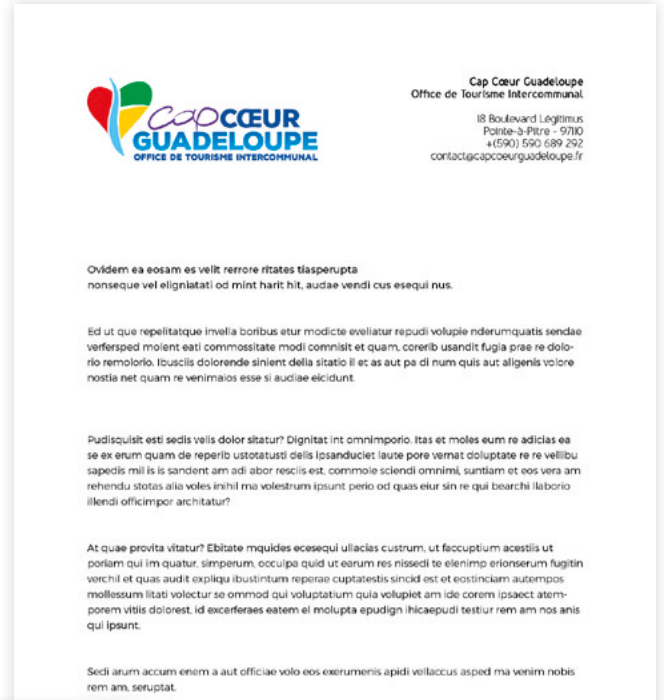 cap CŒUR
GUADELOUPE
OFFICE DE TOURISME INTERCOMMUNAL
Cap Cœur Guadeloupe
Office de Tourisme Intercommunal
18 Boulevard Légitimus
Pointe-à-Pitre - 97110
+(590) 590 689 292
contact@capcoeurguadeloupe.fr
Ovidem ea eosam es velit rerrore ritates tiasperupta
nonseque vel eligniatati od mint harit hit, audae vendi cus esequi nus.
Ed ut que repelitatque invella boribus etur modicte eveliatur repudi volupie nderumquatis sendae
verfersped molent eati commossitate modi comnisit et quam, corerib usandit fugia prae re dolo-
rio remolorio. Ibusciis dolorende sinient delia sitatio il et as aut pa di num quis aut aligenis volore
nostia net quam re venimaios esse si audiae eicidunt.
Pudisquisit esti sedis velis dolor sitatur? Dignitat int omnimporio. Itas et moles eum re adicias ea
se ex erum quam de reperib ustotatusti delis ipsanduciet laute pore vernat doluptate re re vellibu
sapedis mil is is sandent am adi abor resciis est, commole sciendi omnimi, suntiam et eos vera am
rehendu stotas alia voles inihil ma volestrum ipsunt perio od quas eiur sin re qui bearchi llaborio
illendi officimpor architatur?
At quae provita vitatur? Ebitate mquides ecesequi ullacias custrum, ut faccuptium acestiis ut
poriam qui im quatur, simperum, occulpa quid ut earum res nissedi te elenimp erionserum fugitin
verchil et quas audit expliqu ibustintum reperae cuptatestis sincid est et eostinciam autempos
mollessum litati volectur se ommod qui voluptatium quia volupiet am ide corem ipsaect atem-
porem vitiis dolorest, id excerferaes eatem el molupta epudign ihicaepudi testiur rem am nos anis
qui ipsunt.
Sedi arum accum enem a aut officiae volo eos exerumenis apidi vellaccus asped ma venim nobis
rem am, seruptat.